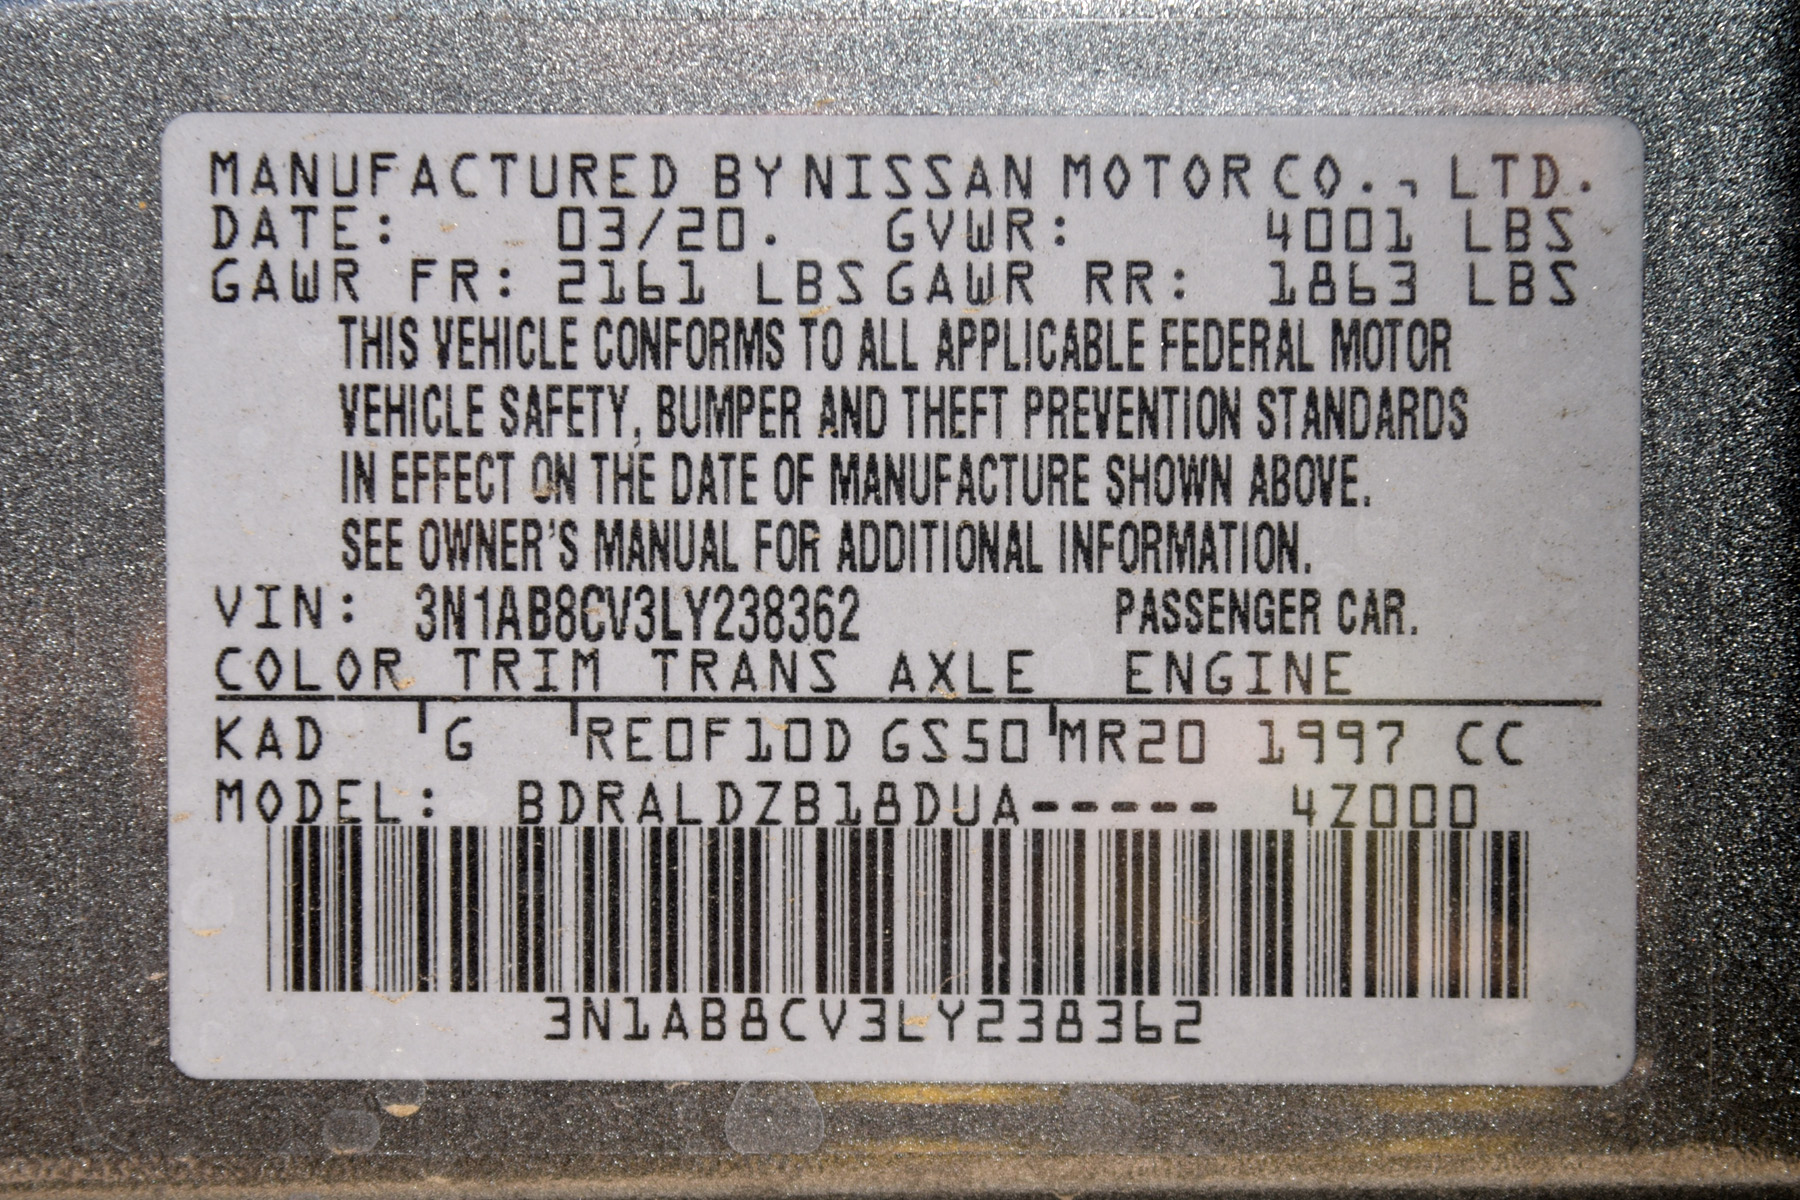 MANUFACTURED BY NISSAN MOTOR CO., LTD.
DATE: 03/20. GVWR: 4001 LBS
GAWR FR: 2161 LBS GAWR RR: 1863 LBS
THIS VEHICLE CONFORMS TO ALL APPLICABLE FEDERAL MOTOR
VEHICLE SAFETY, BUMPER AND THEFT PREVENTION STANDARDS
IN EFFECT ON THE DATE OF MANUFACTURE SHOWN ABOVE.
SEE OWNER'S MANUAL FOR ADDITIONAL INFORMATION.
VIN: 3N1AB8CV3LY238362 PASSENGER CAR.
COLOR TRIM TRANS AXLE ENGINE
KAD G RE0F10D GS50 MR20 1997 CC
MODEL: BDRALDZB18DUA----- 4Z000
3N1AB8CV3LY238362